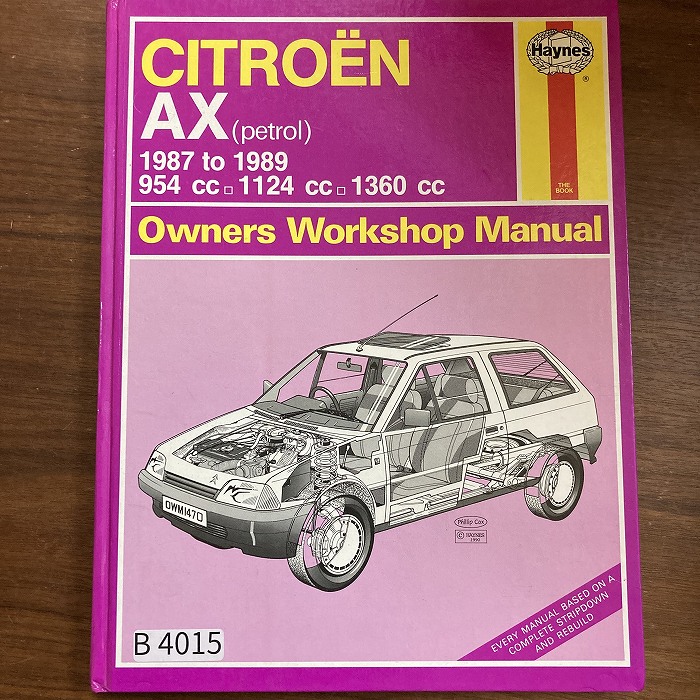 CITROËN
Haynes
®
AX (petrol)
1987 to 1989
954 cc □ 1124 cc □ 1360 cc
THE
BOOK
Owners Workshop Manual
OWM147O
Phillip Cox
© HAYNES
1990
EVERY MANUAL BASED ON A
COMPLETE STRIPDOWN
AND REBUILD
B 4015